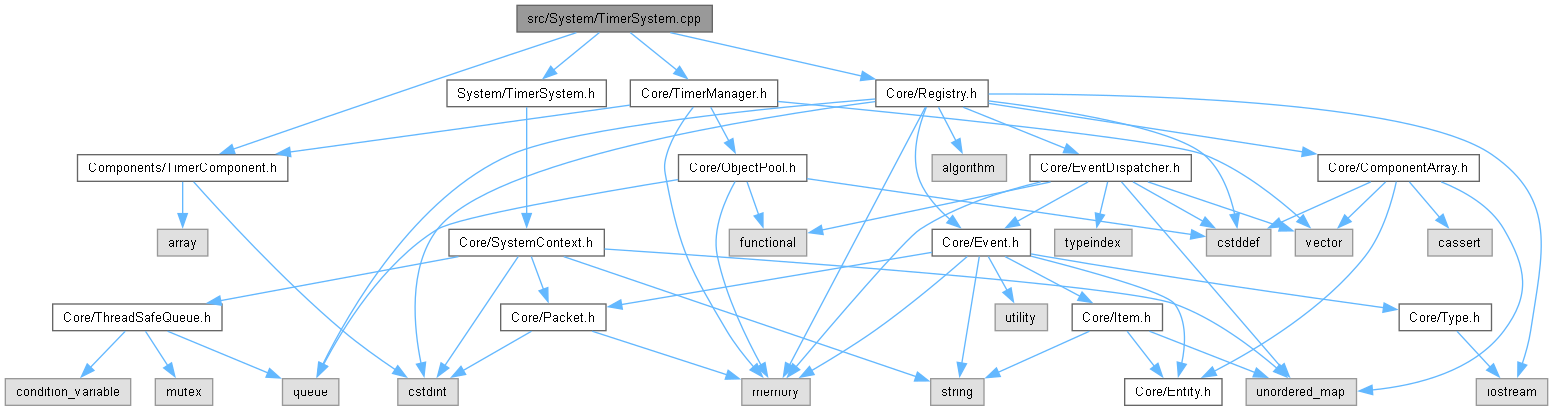 src/System/TimerSystem.cpp
System/TimerSystem.h
Core/TimerManager.h
Core/Registry.h
Components/TimerComponent.h
Core/ObjectPool.h
algorithm
Core/EventDispatcher.h
Core/ComponentArray.h
array
Core/SystemContext.h
functional
Core/Event.h
typeindex
cstddef
vector
cassert
Core/ThreadSafeQueue.h
Core/Packet.h
utility
Core/Item.h
Core/Type.h
condition_variable
mutex
queue
cstdint
memory
string
Core/Entity.h
unordered_map
iostream